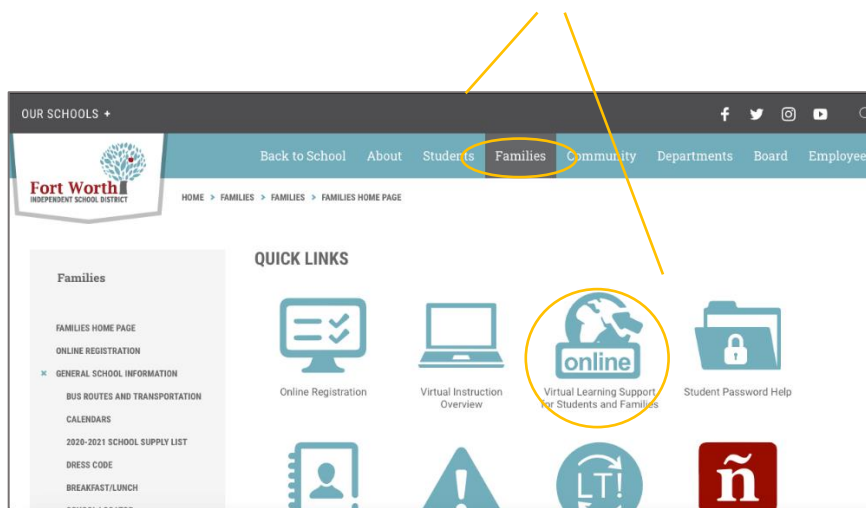 OUR SCHOOLS +
Back to School About Students Families Community Departments Board Employee
Fort Worth
INDEPENDENT SCHOOL DISTRICT
HOME > FAMILIES > FAMILIES > FAMILIES HOME PAGE
QUICK LINKS
Families
FAMILIES HOME PAGE
ONLINE REGISTRATION
× GENERAL SCHOOL INFORMATION
BUS ROUTES AND TRANSPORTATION
CALENDARS
2020-2021 SCHOOL SUPPLY LIST
DRESS CODE
BREAKFAST/LUNCH
online
Online Registration
Virtual Instruction
Overview
Virtual Learning Support
for Students and Families
Student Password Help
LT!
ñ